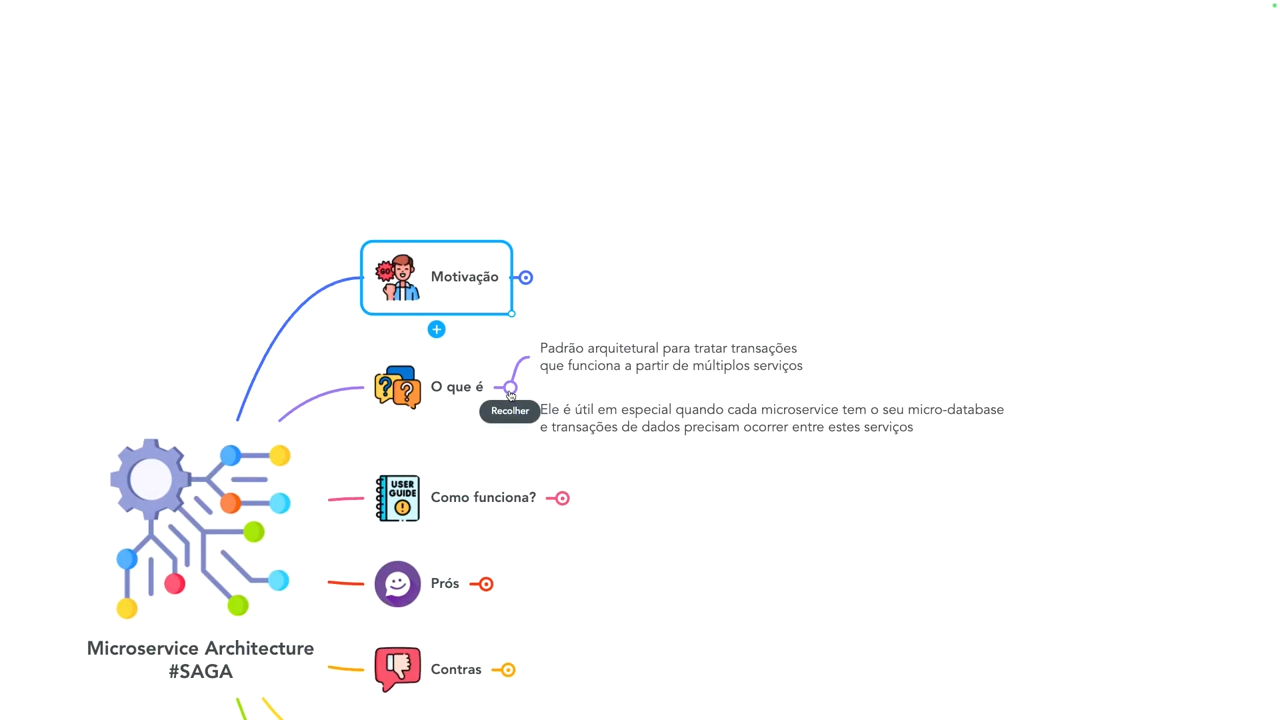 GO!
Motivação
+
Padrão arquitetural para tratar transações
que funciona a partir de múltiplos serviços
O que é
Recolher
Ele é útil em especial quando cada microservice tem o seu micro-database
e transações de dados precisam ocorrer entre estes serviços
USER
GUIDE
Como funciona?
Prós
Microservice Architecture
#SAGA
Contras